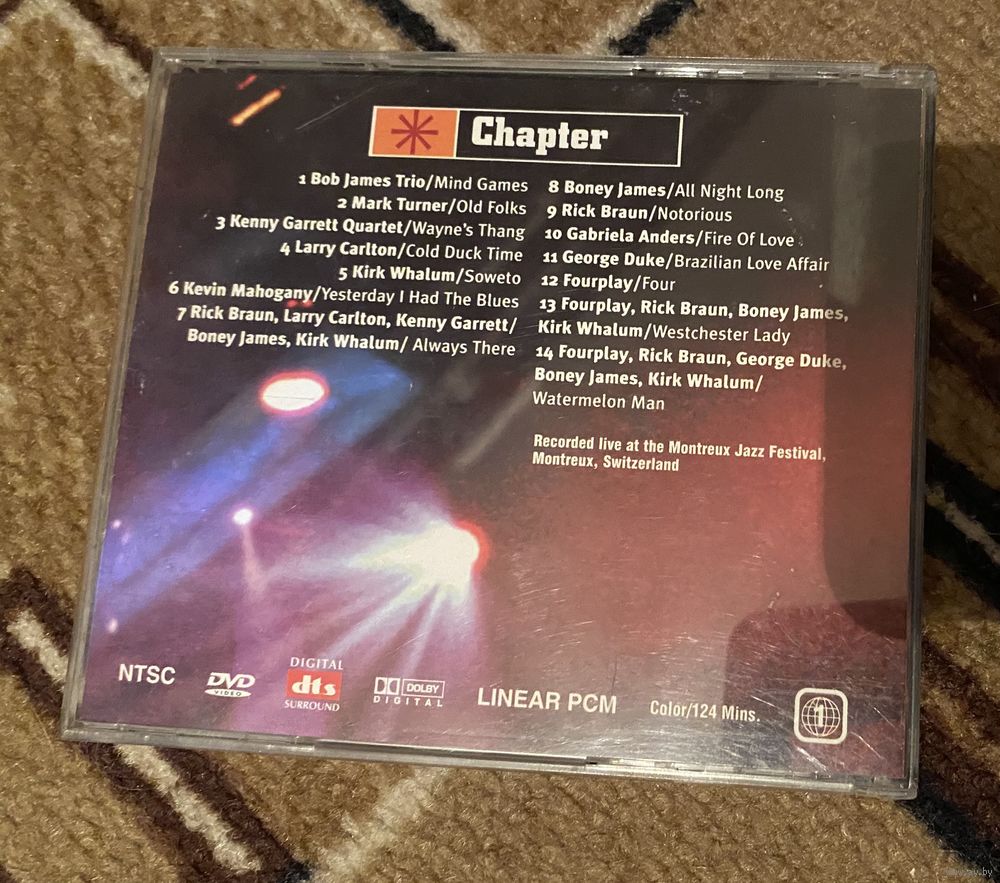 Chapter
1 Bob James Trio/Mind Games
2 Mark Turner/Old Folks
3 Kenny Garrett Quartet/Wayne's Thang
4 Larry Carlton/Cold Duck Time
5 Kirk Whalum/Soweto
6 Kevin Mahogany/Yesterday I Had The Blues
7 Rick Braun, Larry Carlton, Kenny Garrett/
Boney James, Kirk Whalum/ Always There
8 Boney James/All Night Long
9 Rick Braun/Notorious
10 Gabriela Anders/Fire Of Love
11 George Duke/Brazilian Love Affair
12 Fourplay/Four
13 Fourplay, Rick Braun, Boney James,
Kirk Whalum/Westchester Lady
14 Fourplay, Rick Braun, George Duke,
Boney James, Kirk Whalum/
Watermelon Man
Recorded live at the Montreux Jazz Festival,
Montreux, Switzerland
NTSC
DVD
VIDEO
DIGITAL
dts
SURROUND
DOLBY
DIGITAL
LINEAR PCM
Color/124 Mins.
1